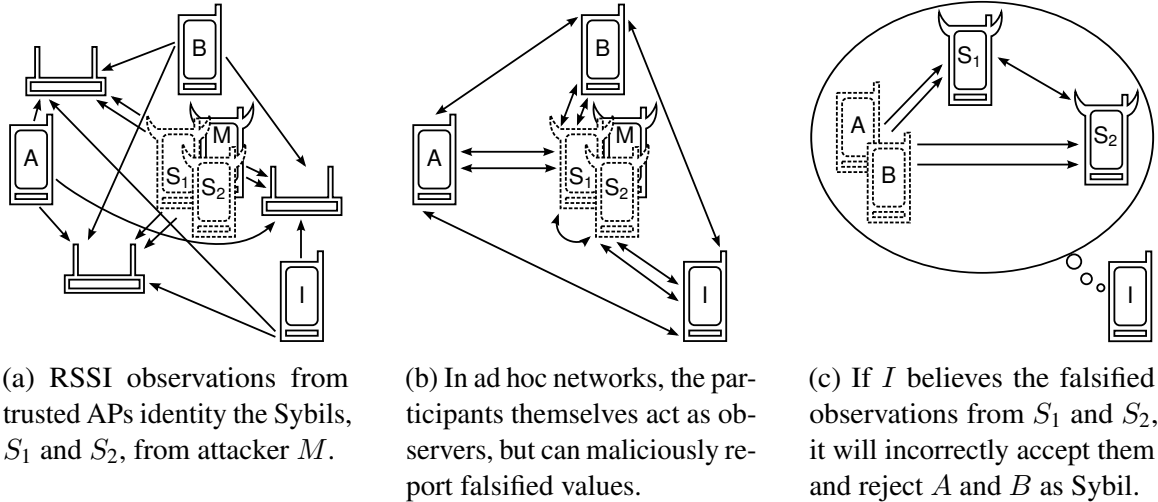 B
A
M
S1
S2
I
B
A
M
S1
S2
I
S1
A
S2
B
I
(a) RSSI observations from
trusted APs identity the Sybils,
S1 and S2, from attacker M.
(b) In ad hoc networks, the par-
ticipants themselves act as ob-
servers, but can maliciously re-
port falsified values.
(c) If I believes the falsified
observations from S1 and S2,
it will incorrectly accept them
and reject A and B as Sybil.